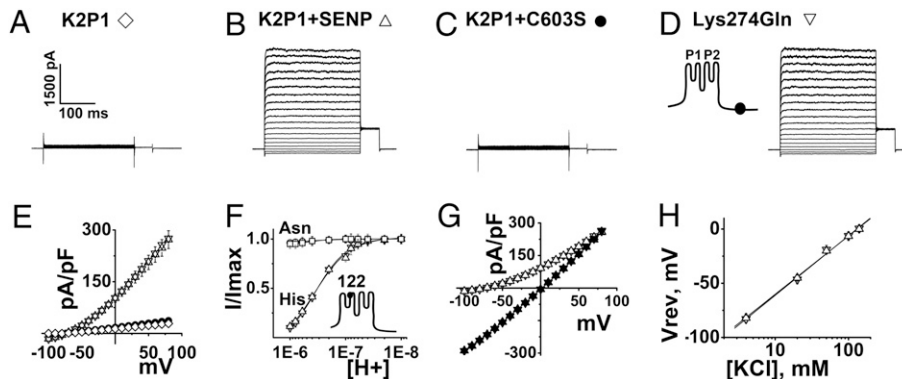 A K2P1 ◇
B K2P1+SENP △
C K2P1+C603S ●
D Lys274Gln ▽
1500 pA
100 ms
P1 P2
E
300
150
pA/pF
-100 -50 50 100
mV
F
I/Imax
1.0
0.5
Asn
His
122
1E-6 1E-7 1E-8
[H+]
G
pA/pF
300
150
-100 -50 50 100
mV
-300
H
Vrev, mV
0
-50
-100
10 100
[KCl], mM